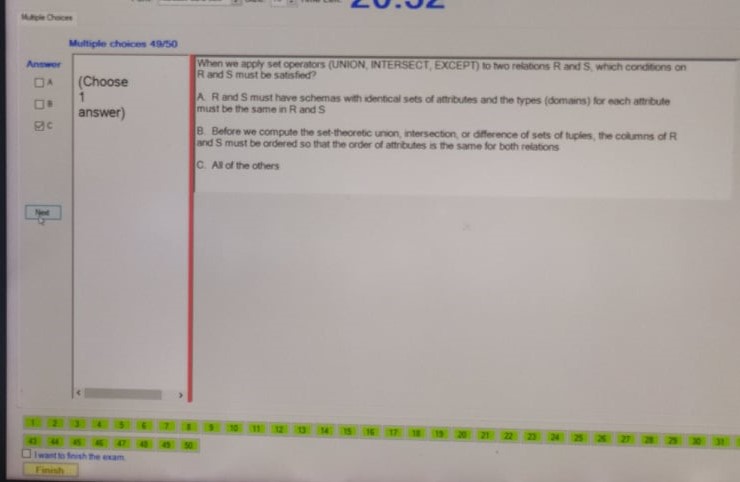 Multiple Choices
Multiple choices 49/50
Answer
A
B
C
(Choose
1
answer)
When we apply set operators (UNION, INTERSECT, EXCEPT) to two relations R and S, which conditions on
R and S must be satisfied?
A. R and S must have schemas with identical sets of attributes and the types (domains) for each attribute
must be the same in R and S
B. Before we compute the set-theoretic union, intersection, or difference of sets of tuples, the columns of R
and S must be ordered so that the order of attributes is the same for both relations
C. All of the others
Next
1 2 3 4 5 6 7 8 9 10 11 12 13 14 15 16 17 18 19 20 21 22 23 24 25 26 27 28 29 30 31
43 44 45 46 47 48 49 50
I want to finish the exam.
Finish